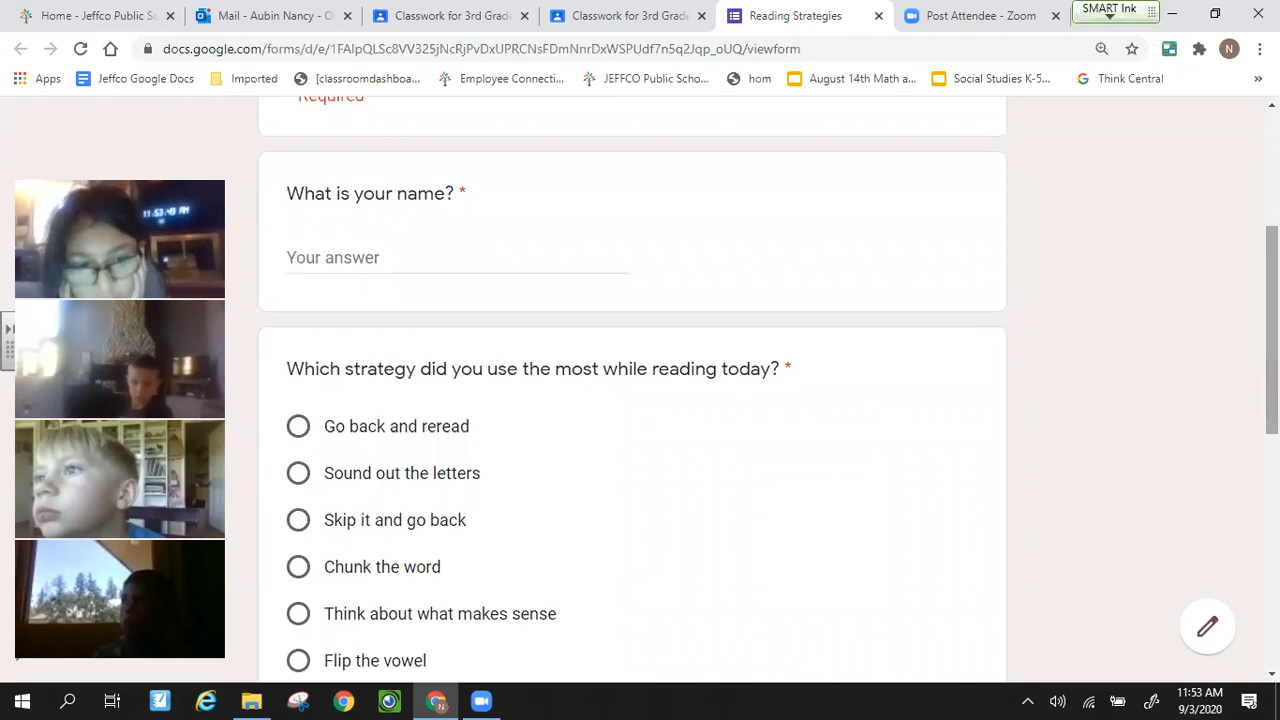 Home - Jeffco Public Sc
Mail - Aubin Nancy - O
Classwork for 3rd Grade
Classwork for 3rd Grade
Reading Strategies
Post Attendee - Zoom
SMART Ink
docs.google.com/forms/d/e/1FAIpQLSc8VV325jNcRjPvDxUPRCNsFDmNnrDxWSPUdf7n5q2Jqp_oUQ/viewform
Apps
Jeffco Google Docs
Imported
[classroomdashboa...
Employee Connecti...
JEFFCO Public Scho...
hom
August 14th Math a...
Social Studies K-5...
Think Central
Required
What is your name? *
Your answer
11:53:49 AM
Which strategy did you use the most while reading today? *
Go back and reread
Sound out the letters
Skip it and go back
Chunk the word
Think about what makes sense
Flip the vowel
11:53 AM
9/3/2020